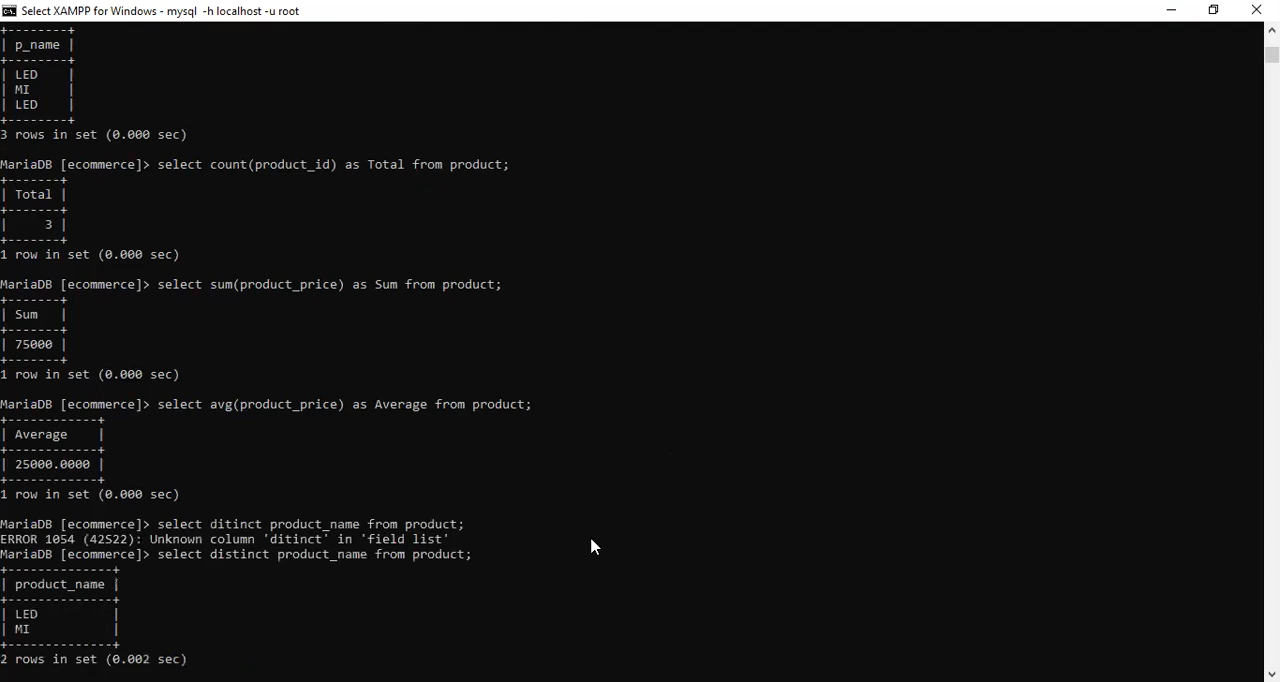 Select XAMPP for Windows - mysql  -h localhost -u root
+--------+
| p_name |
+--------+
| LED    |
| MI     |
| LED    |
+--------+
3 rows in set (0.000 sec)
MariaDB [ecommerce]> select count(product_id) as Total from product;
+-------+
| Total |
+-------+
|     3 |
+-------+
1 row in set (0.000 sec)
MariaDB [ecommerce]> select sum(product_price) as Sum from product;
+-------+
| Sum   |
+-------+
| 75000 |
+-------+
1 row in set (0.000 sec)
MariaDB [ecommerce]> select avg(product_price) as Average from product;
+------------+
| Average    |
+------------+
| 25000.0000 |
+------------+
1 row in set (0.000 sec)
MariaDB [ecommerce]> select ditinct product_name from product;
ERROR 1054 (42S22): Unknown column 'ditinct' in 'field list'
MariaDB [ecommerce]> select distinct product_name from product;
+--------------+
| product_name |
+--------------+
| LED          |
| MI           |
+--------------+
2 rows in set (0.002 sec)